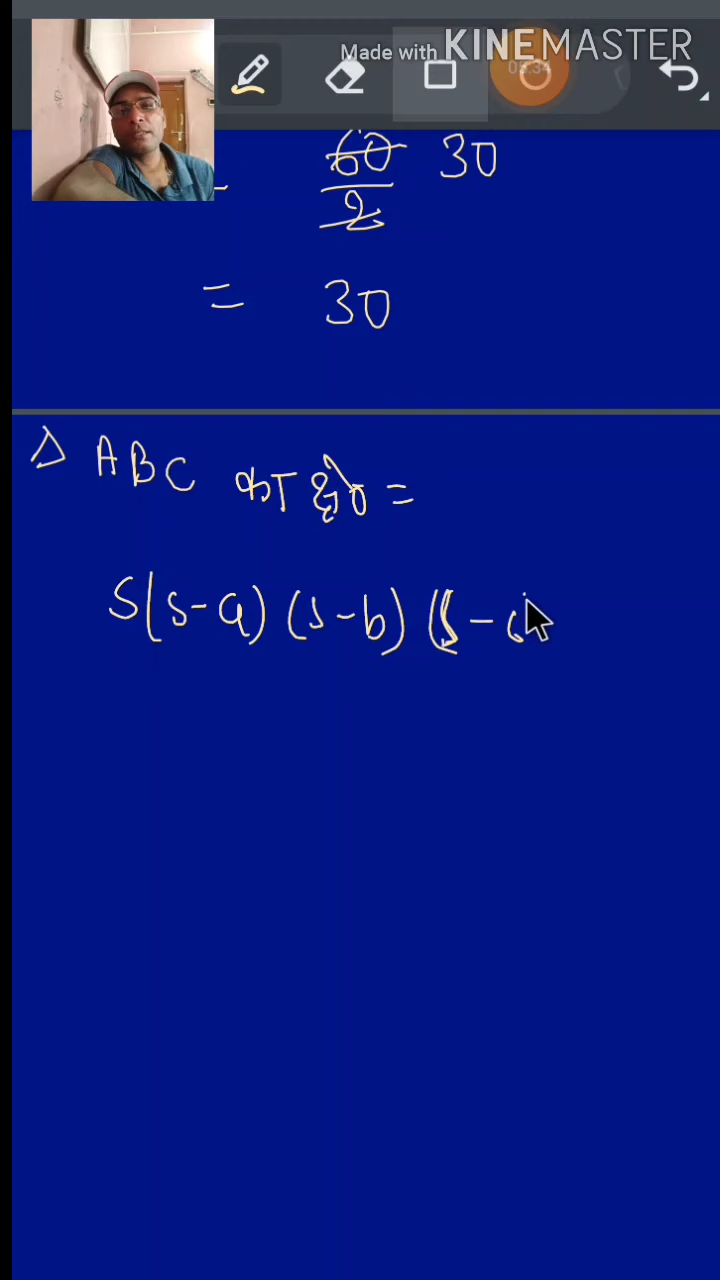 Made with KINEMASTER
60 30
2
= 30
△ ABC का क्षे० =
S(s-a) (s-b) (s-c